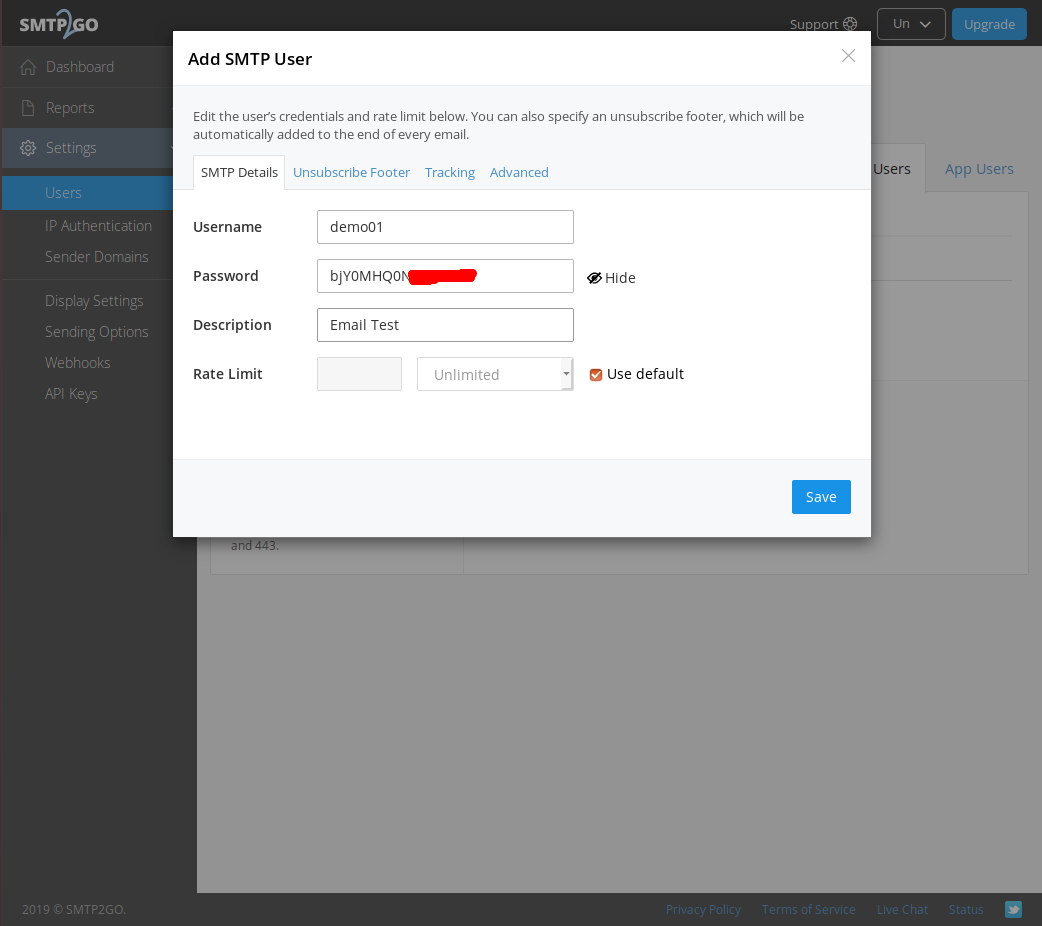 SMTP2GO
Support
Un
Upgrade
Dashboard
Reports
Settings
Users
IP Authentication
Sender Domains
Display Settings
Sending Options
Webhooks
API Keys
Add SMTP User
Edit the user's credentials and rate limit below. You can also specify an unsubscribe footer, which will be
automatically added to the end of every email.
SMTP Details Unsubscribe Footer Tracking Advanced
Username demo01
Password bjY0MHQ0N Hide
Description Email Test
Rate Limit Unlimited Use default
Save
Users App Users
and 443.
2019 © SMTP2GO. Privacy Policy Terms of Service Live Chat Status